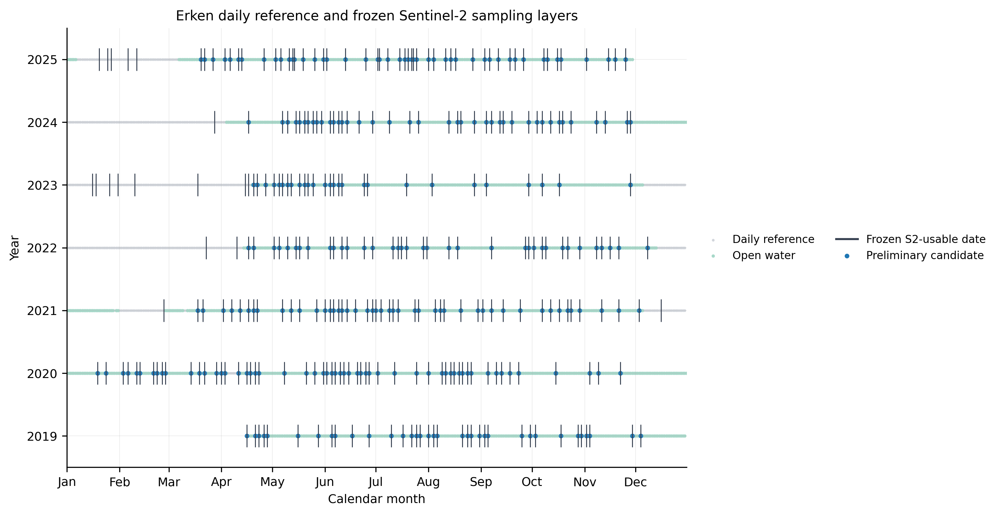 Erken daily reference and frozen Sentinel-2 sampling layers
Year
2025
2024
2023
2022
2021
2020
2019
Jan Feb Mar Apr May Jun Jul Aug Sep Oct Nov Dec
Calendar month
Daily reference Frozen S2-usable date
Open water Preliminary candidate